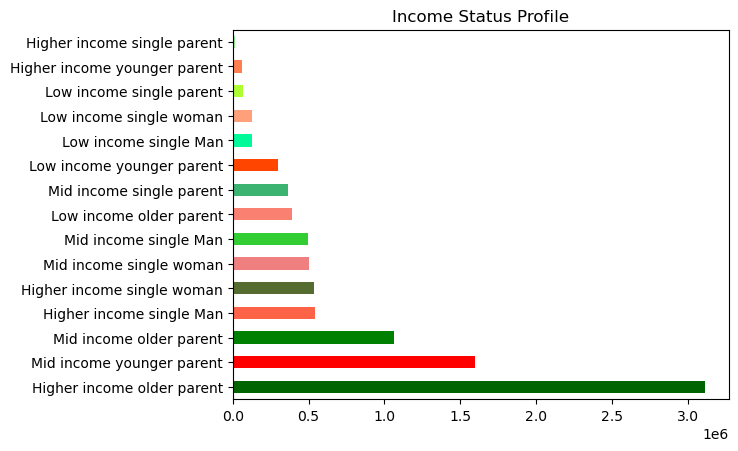 Income Status Profile
Higher income single parent
Higher income younger parent
Low income single parent
Low income single woman
Low income single Man
Low income younger parent
Mid income single parent
Low income older parent
Mid income single Man
Mid income single woman
Higher income single woman
Higher income single Man
Mid income older parent
Mid income younger parent
Higher income older parent
0.0 0.5 1.0 1.5 2.0 2.5 3.0
1e6